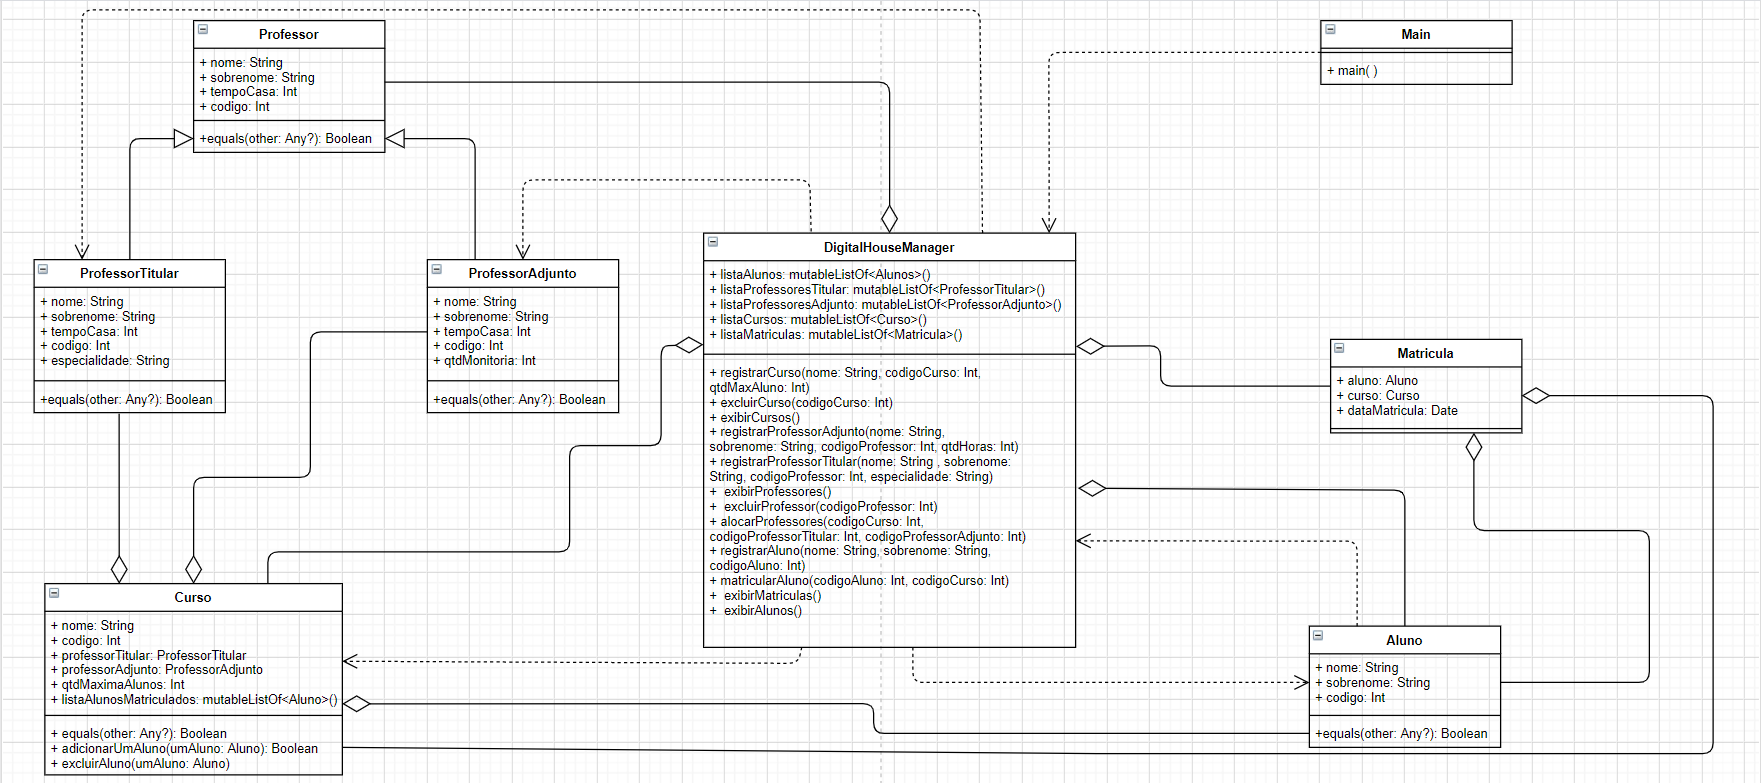 Professor
+ nome: String
+ sobrenome: String
+ tempoCasa: Int
+ codigo: Int
+equals(other: Any?): Boolean
Main
+ main( )
ProfessorTitular
+ nome: String
+ sobrenome: String
+ tempoCasa: Int
+ codigo: Int
+ especialidade: String
+equals(other: Any?): Boolean
ProfessorAdjunto
+ nome: String
+ sobrenome: String
+ tempoCasa: Int
+ codigo: Int
+ qtdMonitoria: Int
+equals(other: Any?): Boolean
DigitalHouseManager
+ listaAlunos: mutableListOf<Alunos>()
+ listaProfessoresTitular: mutableListOf<ProfessorTitular>()
+ listaProfessoresAdjunto: mutableListOf<ProfessorAdjunto>()
+ listaCursos: mutableListOf<Curso>()
+ listaMatriculas: mutableListOf<Matricula>()
+ registrarCurso(nome: String, codigoCurso: Int,
qtdMaxAluno: Int)
+ excluirCurso(codigoCurso: Int)
+ exibirCursos()
+ registrarProfessorAdjunto(nome: String,
sobrenome: String, codigoProfessor: Int, qtdHoras: Int)
+ registrarProfessorTitular(nome: String , sobrenome:
String, codigoProfessor: Int, especialidade: String)
+ exibirProfessores()
+ excluirProfessor(codigoProfessor: Int)
+ alocarProfessores(codigoCurso: Int,
codigoProfessorTitular: Int, codigoProfessorAdjunto: Int)
+ registrarAluno(nome: String, sobrenome: String,
codigoAluno: Int)
+ matricularAluno(codigoAluno: Int, codigoCurso: Int)
+ exibirMatriculas()
+ exibirAlunos()
Matricula
+ aluno: Aluno
+ curso: Curso
+ dataMatricula: Date
Curso
+ nome: String
+ codigo: Int
+ professorTitular: ProfessorTitular
+ professorAdjunto: ProfessorAdjunto
+ qtdMaximaAlunos: Int
+ listaAlunosMatriculados: mutableListOf<Aluno>()
+ equals(other: Any?): Boolean
+ adicionarUmAluno(umAluno: Aluno): Boolean
+ excluirAluno(umAluno: Aluno)
Aluno
+ nome: String
+ sobrenome: String
+ codigo: Int
+equals(other: Any?): Boolean